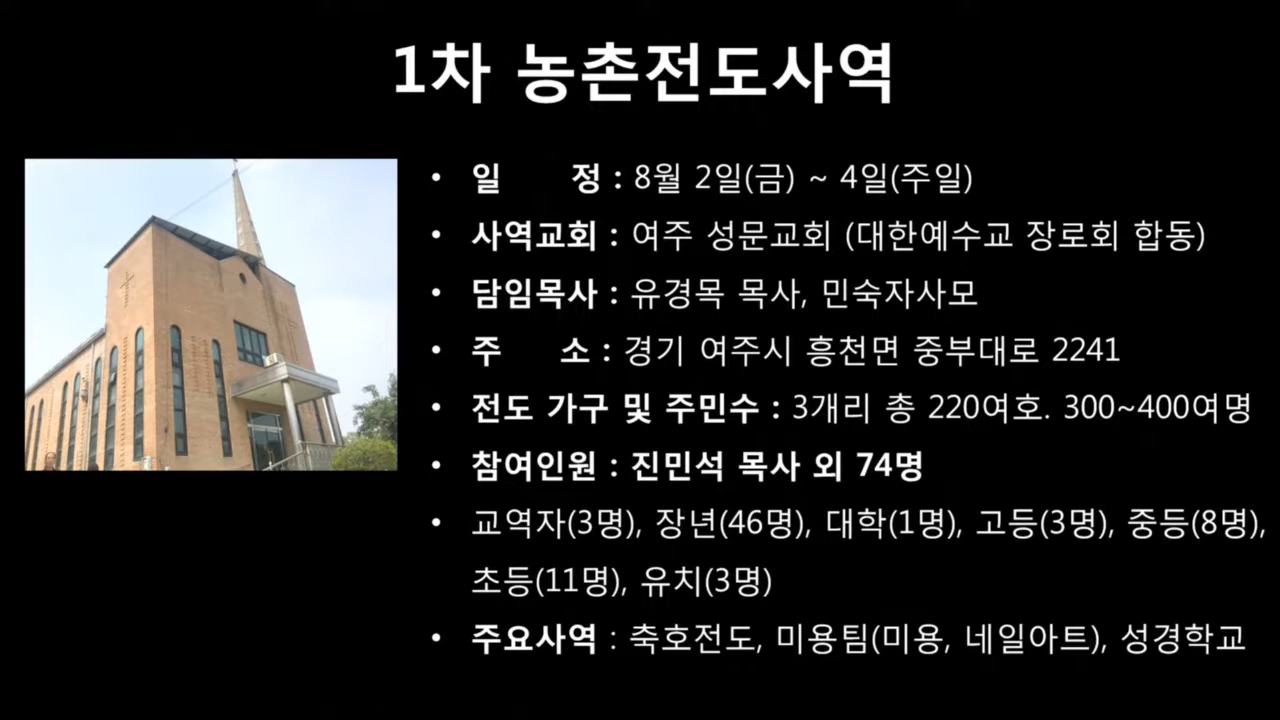 1차 농촌전도사역
• 일 정 : 8월 2일(금) ~ 4일(주일)
• 사역교회 : 여주 성문교회 (대한예수교 장로회 합동)
• 담임목사 : 유경목 목사, 민숙자사모
• 주 소 : 경기 여주시 흥천면 중부대로 2241
• 전도 가구 및 주민수 : 3개리 총 220여호. 300~400여명
• 참여인원 : 진민석 목사 외 74명
• 교역자(3명), 장년(46명), 대학(1명), 고등(3명), 중등(8명),
초등(11명), 유치(3명)
• 주요사역 : 축호전도, 미용팀(미용, 네일아트), 성경학교